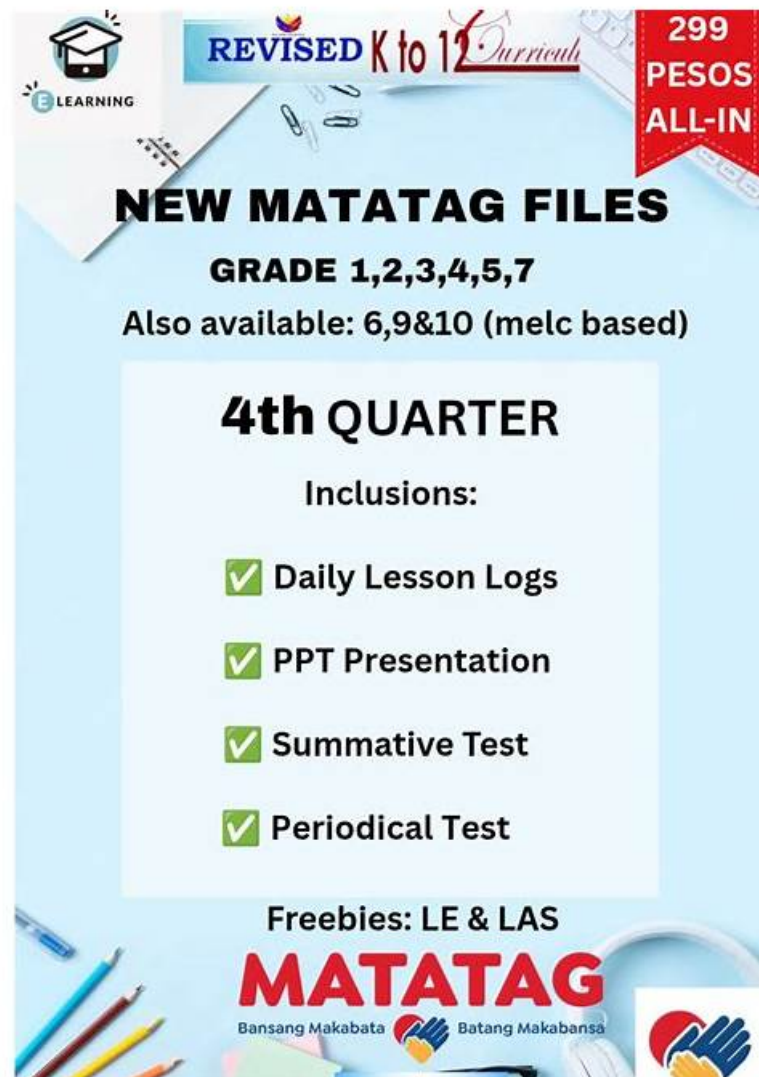 E LEARNING
REVISED K to 12 Curricul
299
PESOS
ALL-IN
NEW MATATAG FILES
GRADE 1,2,3,4,5,7
Also available: 6,9&10 (melc based)
4th QUARTER
Inclusions:
✅ Daily Lesson Logs
✅ PPT Presentation
✅ Summative Test
✅ Periodical Test
Freebies: LE & LAS
MATATAG
Bansang Makabata Batang Makabansa